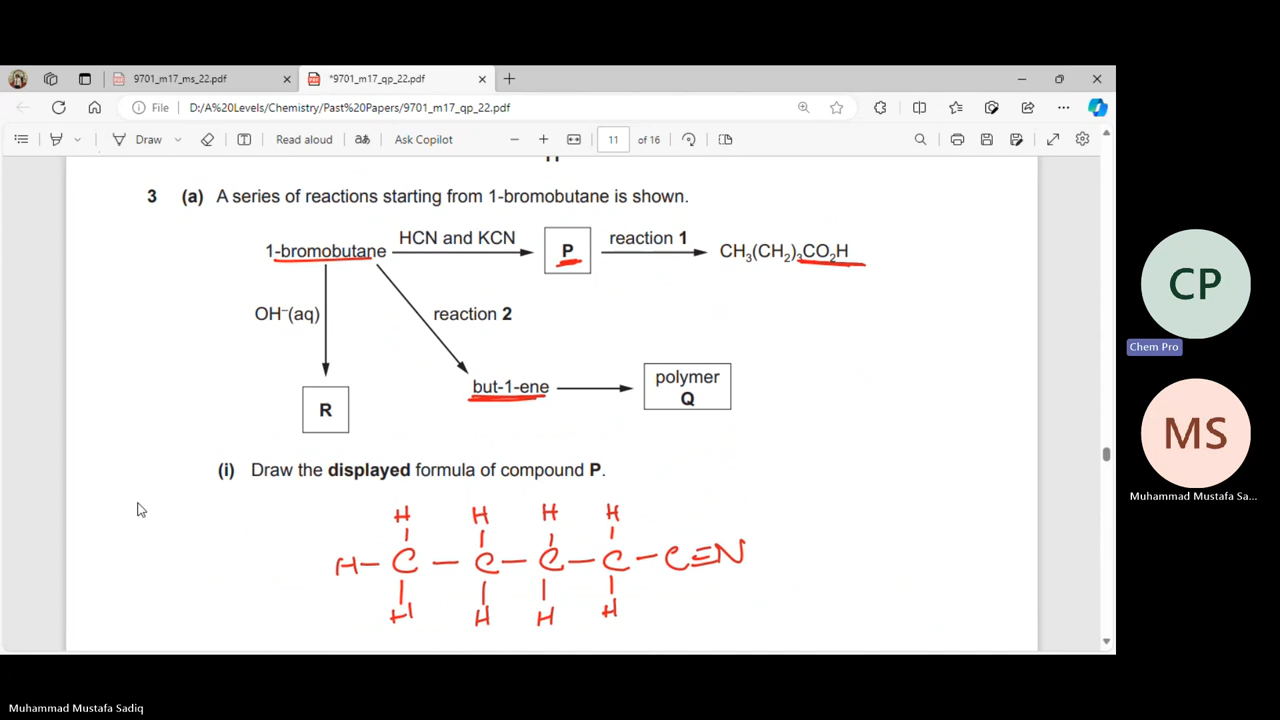 9701_m17_ms_22.pdf
*9701_m17_qp_22.pdf
File D:/A%20Levels/Chemistry/Past%20Papers/9701_m17_qp_22.pdf
Draw Read aloud aあ Ask Copilot 11 of 16
3 (a) A series of reactions starting from 1-bromobutane is shown.
1-bromobutane HCN and KCN P reaction 1 CH3(CH2)3CO2H
OH–(aq) reaction 2
but-1-ene polymer Q
R
(i) Draw the displayed formula of compound P.
H H H H
H–C–C–C–C–C≡N
H H H H
CP
Chem Pro
MS
Muhammad Mustafa Sa...
Muhammad Mustafa Sadiq